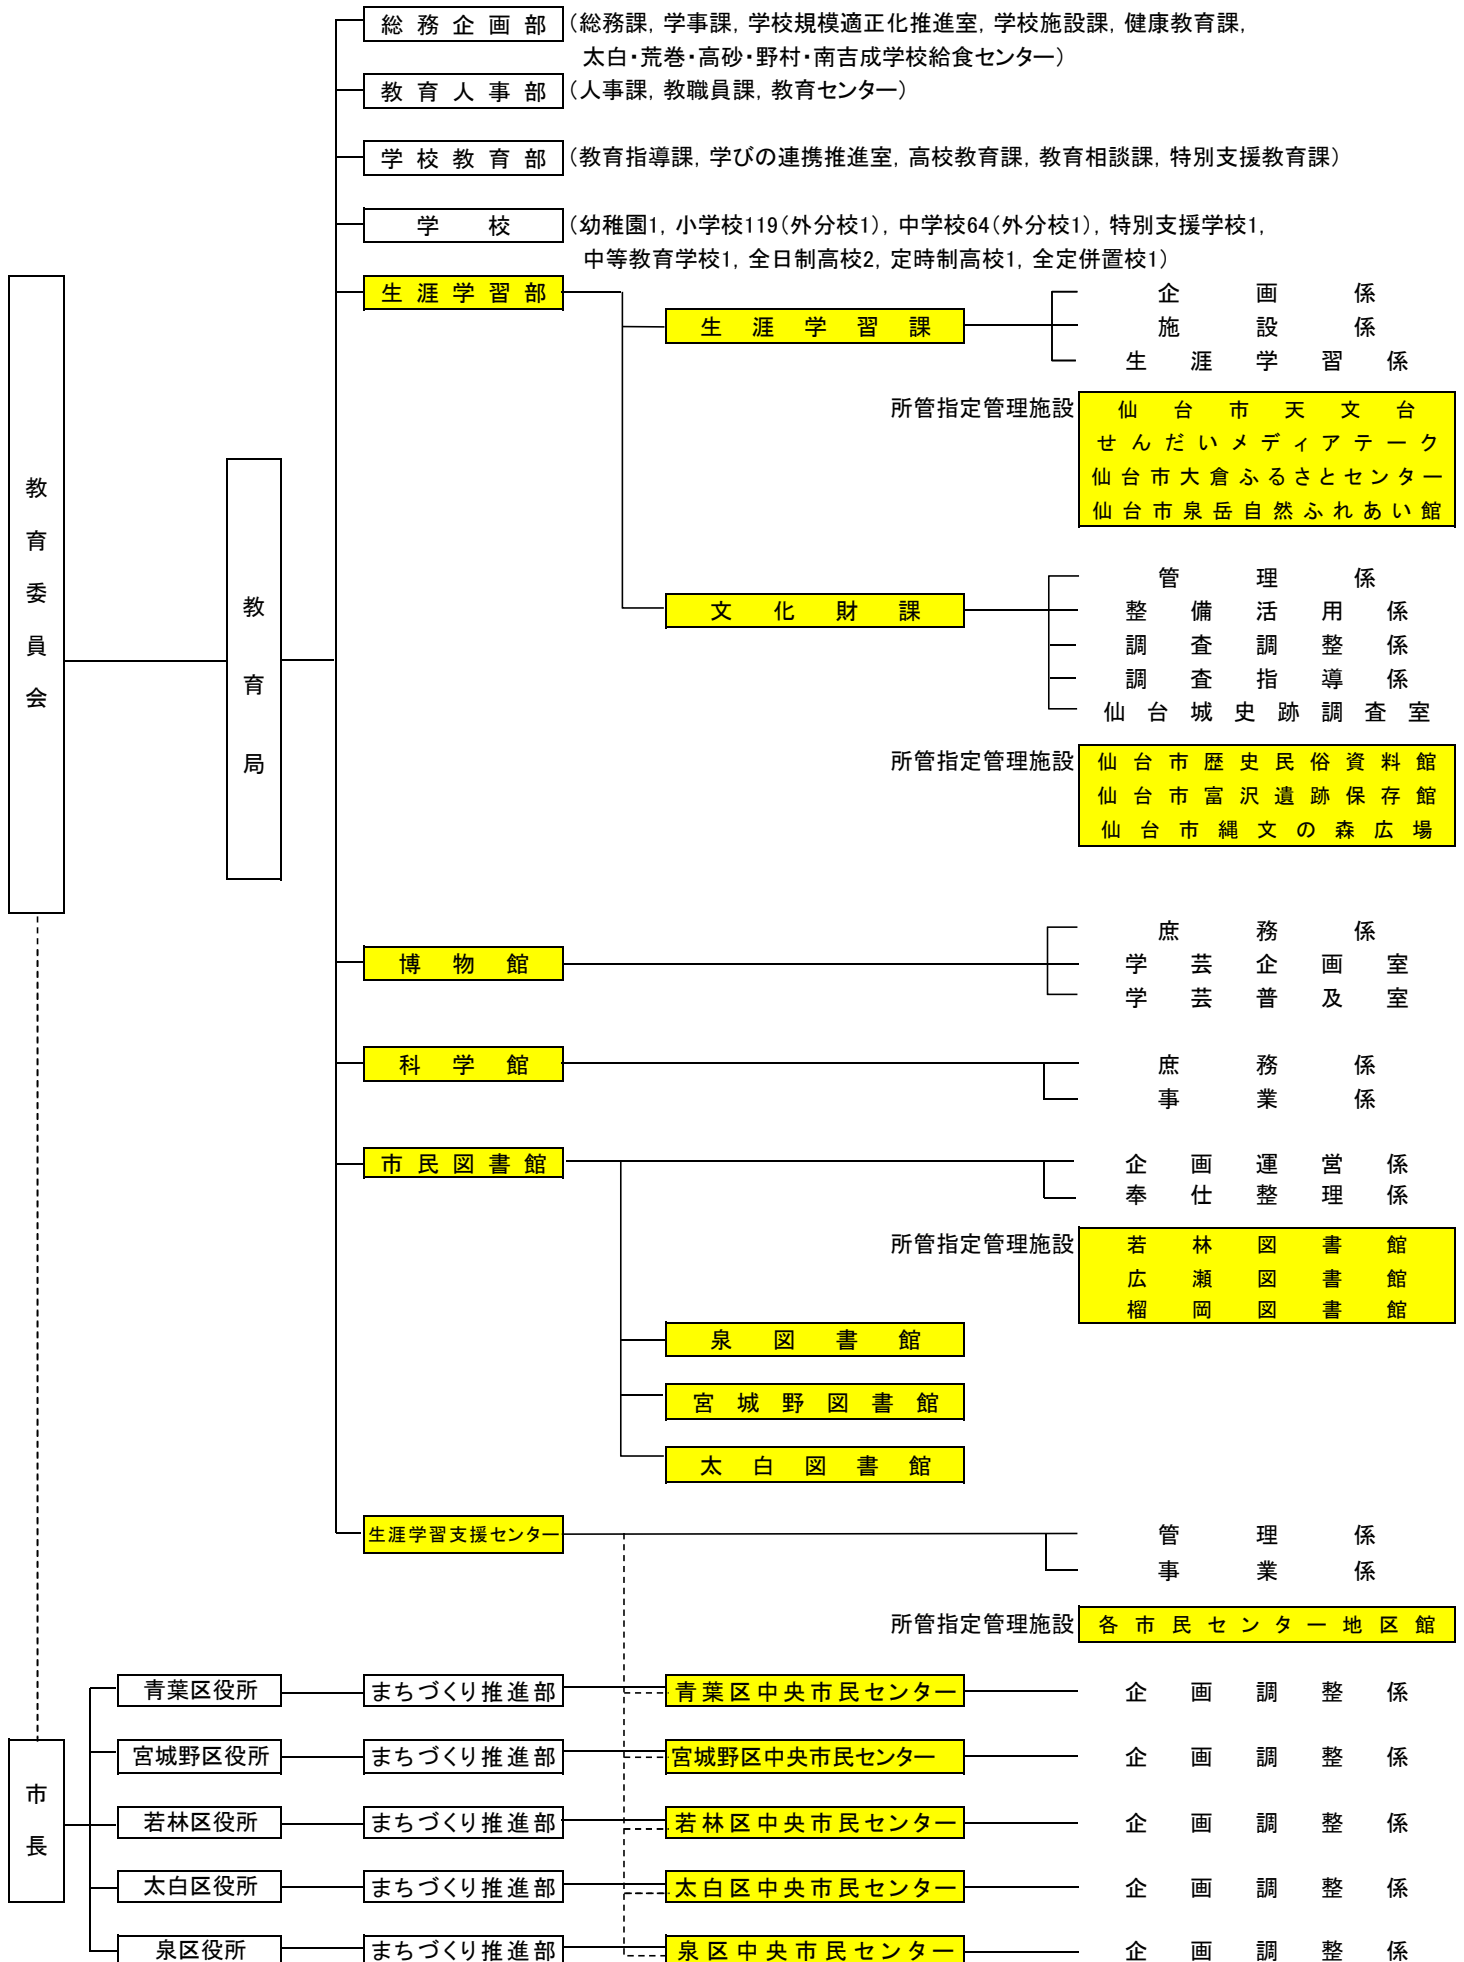 総務企画部
（総務課，学事課，学校規模適正化推進室，学校施設課，健康教育課，
太白・荒巻・高砂・野村・南吉成学校給食センター）
教育人事部
（人事課，教職員課，教育センター）
学校教育部
（教育指導課，学びの連携推進室，高校教育課，教育相談課，特別支援教育課）
学校
（幼稚園1，小学校119（外分校1），中学校64（外分校1），特別支援学校1，
中等教育学校1，全日制高校2，定時制高校1，全定併置校1）
教育委員会
教育局
生涯学習部
生涯学習課
企画係
施設係
生涯学習係
所管指定管理施設
仙台市天文台
せんだいメディアテーク
仙台市大倉ふるさとセンター
仙台市泉岳自然ふれあい館
文化財課
管理係
整備活用係
調査調整係
調査指導係
仙台城史跡調査室
所管指定管理施設
仙台市歴史民俗資料館
仙台市富沢遺跡保存館
仙台市縄文の森広場
博物館
庶務係
学芸企画室
学芸普及室
科学館
庶務係
事業係
市民図書館
企画運営係
奉仕整理係
所管指定管理施設
若林図書館
広瀬図書館
榴岡図書館
泉図書館
宮城野図書館
太白図書館
生涯学習支援センター
管理係
事業係
所管指定管理施設
各市民センター地区館
市長
青葉区役所
まちづくり推進部
青葉区中央市民センター
企画調整係
宮城野区役所
まちづくり推進部
宮城野区中央市民センター
企画調整係
若林区役所
まちづくり推進部
若林区中央市民センター
企画調整係
太白区役所
まちづくり推進部
太白区中央市民センター
企画調整係
泉区役所
まちづくり推進部
泉区中央市民センター
企画調整係